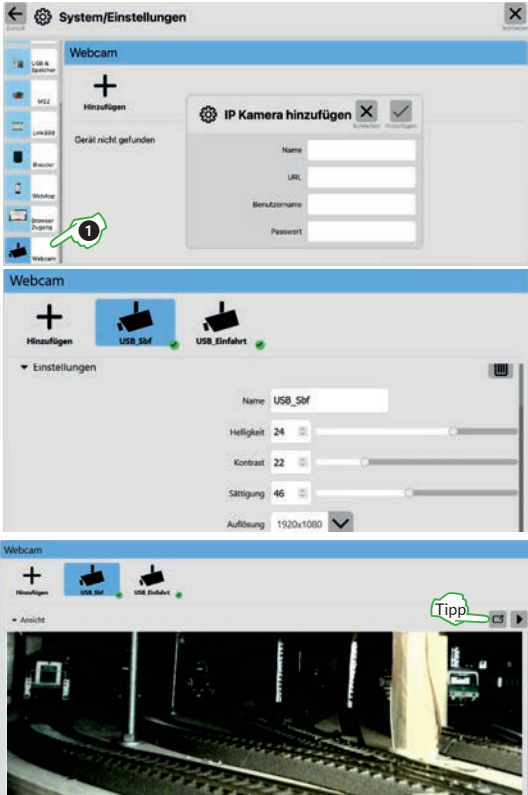 System/Einstellungen
Zurück
Schließen
Webcam
USB & Speicher
MS2
Link S88
Booster
WebApp
Browser Zugang
Webcam
1
Hinzufügen
Gerät nicht gefunden
IP Kamera hinzufügen
Schließen
Hinzufügen
Name
URL
Benutzername
Passwort
Webcam
Hinzufügen
USB_Sbf
USB_Einfahrt
Einstellungen
Name USB_Sbf
Helligkeit 24
Kontrast 22
Sättigung 46
Auflösung 1920x1080
Webcam
Hinzufügen
USB_Sbf
USB_Einfahrt
Tipp
Ansicht